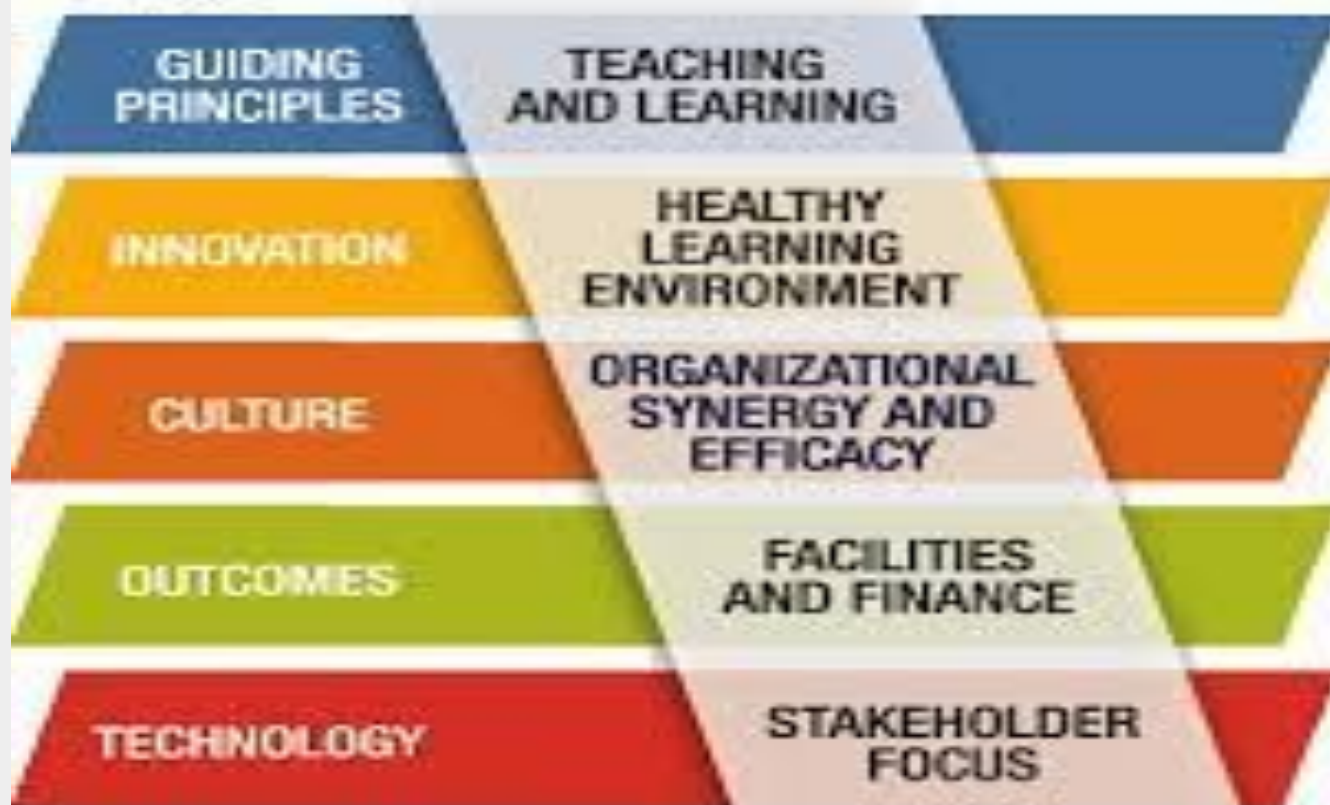 GUIDING
PRINCIPLES
TEACHING
AND LEARNING
INNOVATION
HEALTHY
LEARNING
ENVIRONMENT
CULTURE
ORGANIZATIONAL
SYNERGY AND
EFFICACY
OUTCOMES
FACILITIES
AND FINANCE
TECHNOLOGY
STAKEHOLDER
FOCUS